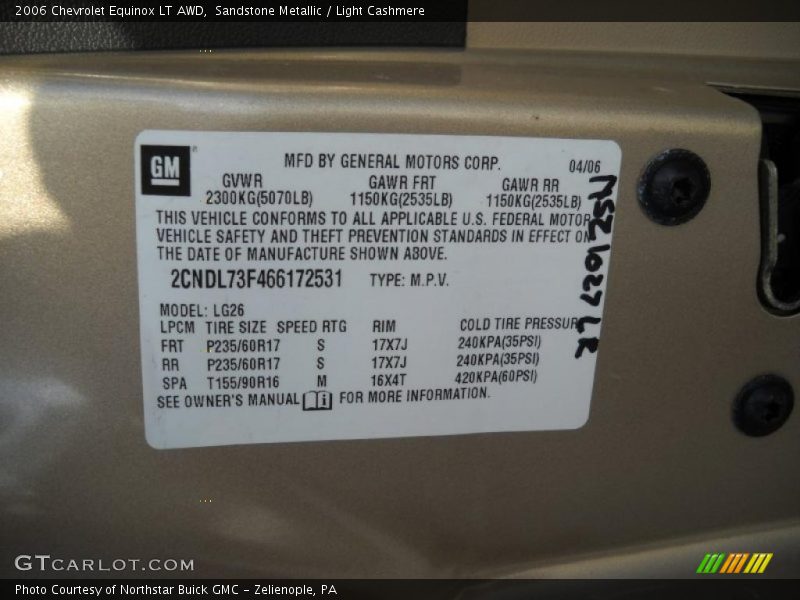 2006 Chevrolet Equinox LT AWD, Sandstone Metallic / Light Cashmere
GM
MFD BY GENERAL MOTORS CORP. 04/06
GVWR GAWR FRT GAWR RR
2300KG(5070LB) 1150KG(2535LB) 1150KG(2535LB)
THIS VEHICLE CONFORMS TO ALL APPLICABLE U.S. FEDERAL MOTOR
VEHICLE SAFETY AND THEFT PREVENTION STANDARDS IN EFFECT ON
THE DATE OF MANUFACTURE SHOWN ABOVE.
2CNDL73F466172531 TYPE: M.P.V.
MODEL: LG26
LPCM TIRE SIZE SPEED RTG RIM COLD TIRE PRESSURE
FRT P235/60R17 S 17X7J 240KPA(35PSI)
RR P235/60R17 S 17X7J 240KPA(35PSI)
SPA T155/90R16 M 16X4T 420KPA(60PSI)
SEE OWNER'S MANUAL FOR MORE INFORMATION.
GTCARLOT.COM
Photo Courtesy of Northstar Buick GMC - Zelienople, PA